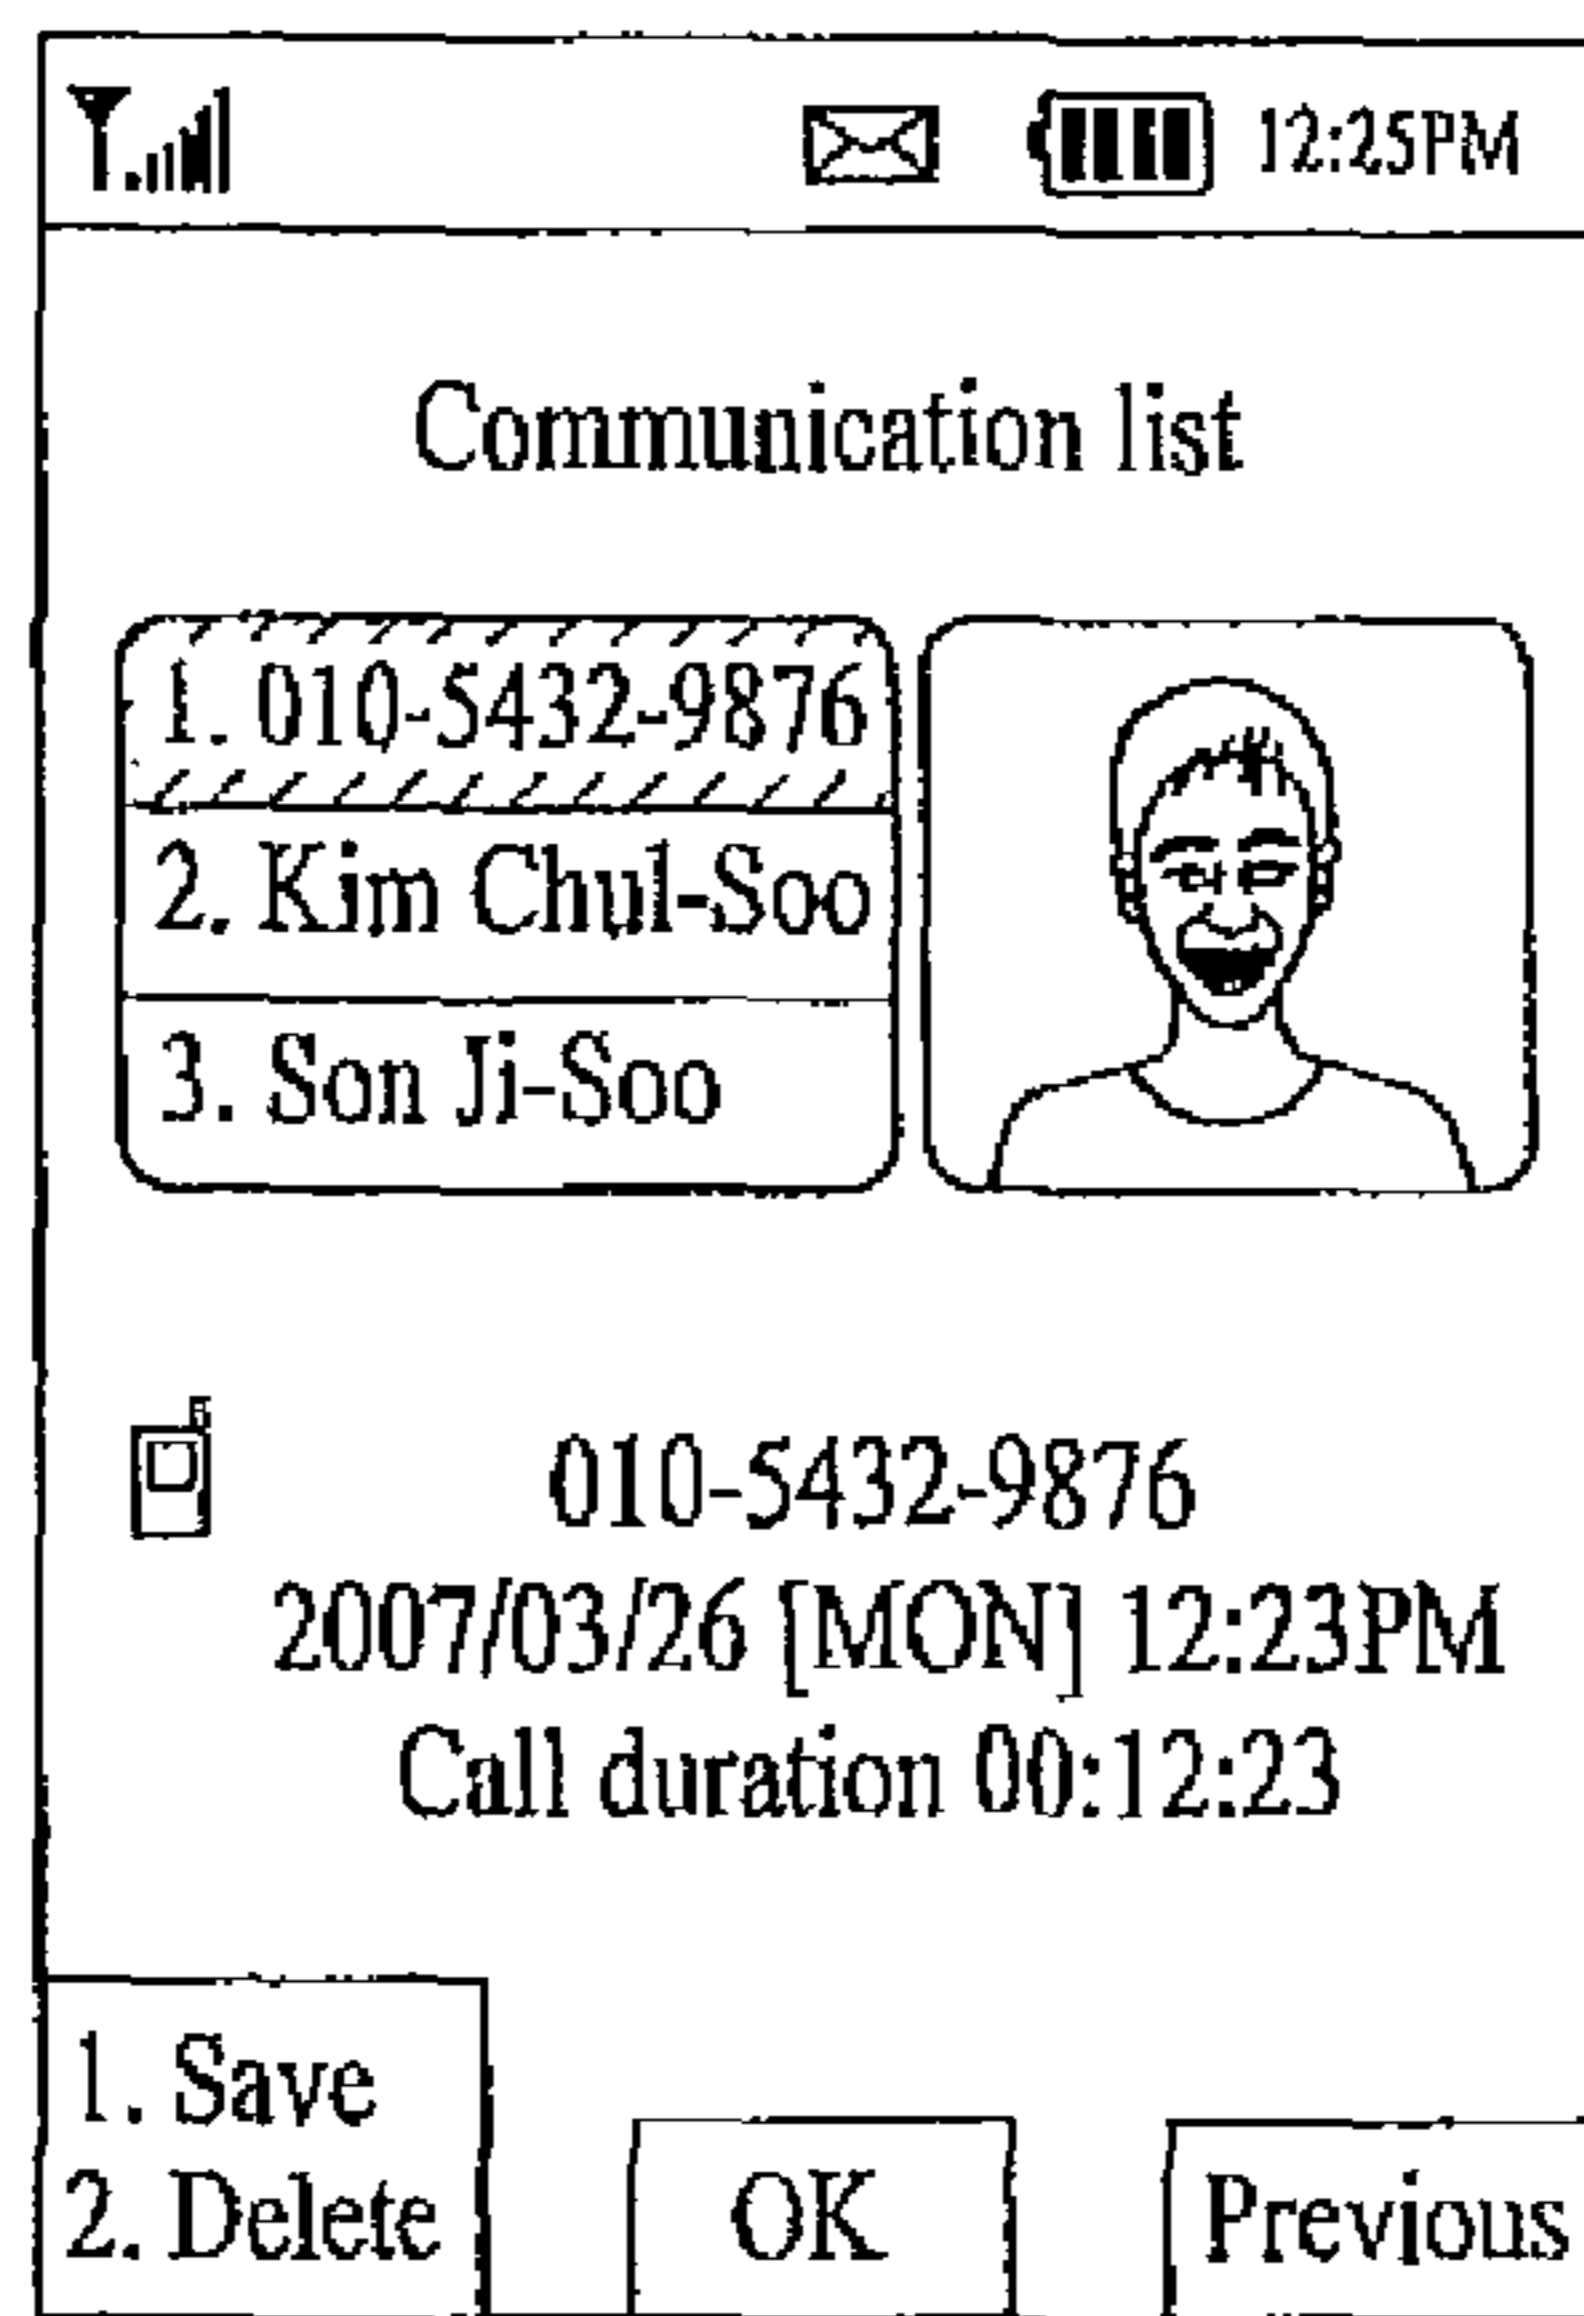 12:25PM
Communication list
1. 010-5432-9876
2. Kim Chul-Soo
3. Son Ji-Soo
010-5432-9876
2007/03/26 [MON] 12:23PM
Call duration 00:12:23
1. Save
2. Delete
OK
Previous